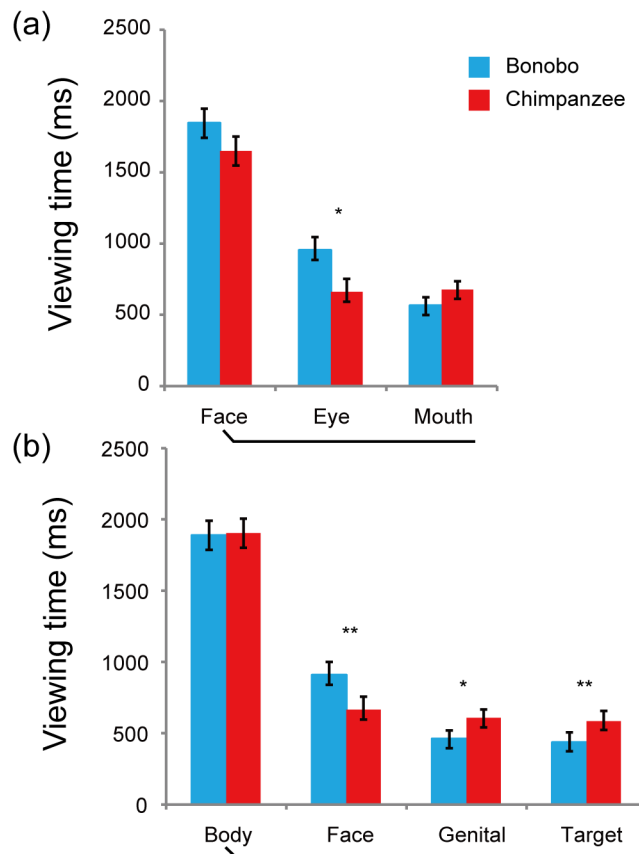 (a)
2500
2000
1500
1000
500
0
Viewing time (ms)
Bonobo
Chimpanzee
*
Face Eye Mouth
(b)
2500
2000
1500
1000
500
0
Viewing time (ms)
** * **
Body Face Genital Target